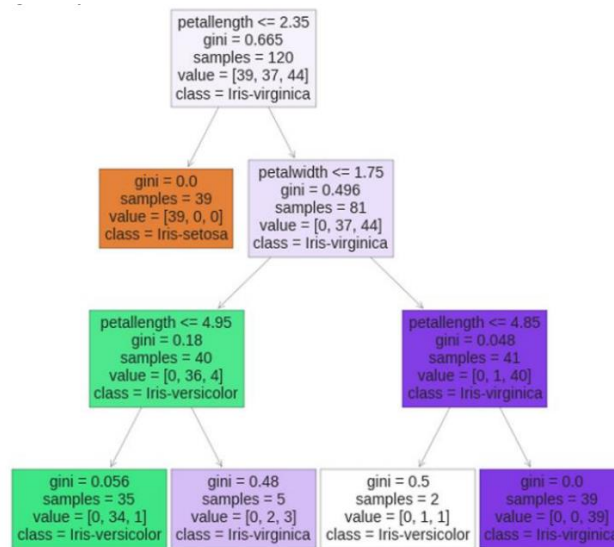 petallength <= 2.35
gini = 0.665
samples = 120
value = [39, 37, 44]
class = Iris-virginica
gini = 0.0
samples = 39
value = [39, 0, 0]
class = Iris-setosa
petalwidth <= 1.75
gini = 0.496
samples = 81
value = [0, 37, 44]
class = Iris-virginica
petallength <= 4.95
gini = 0.18
samples = 40
value = [0, 36, 4]
class = Iris-versicolor
petallength <= 4.85
gini = 0.048
samples = 41
value = [0, 1, 40]
class = Iris-virginica
gini = 0.056
samples = 35
value = [0, 34, 1]
class = Iris-versicolor
gini = 0.48
samples = 5
value = [0, 2, 3]
class = Iris-virginica
gini = 0.5
samples = 2
value = [0, 1, 1]
class = Iris-versicolor
gini = 0.0
samples = 39
value = [0, 0, 39]
class = Iris-virginica